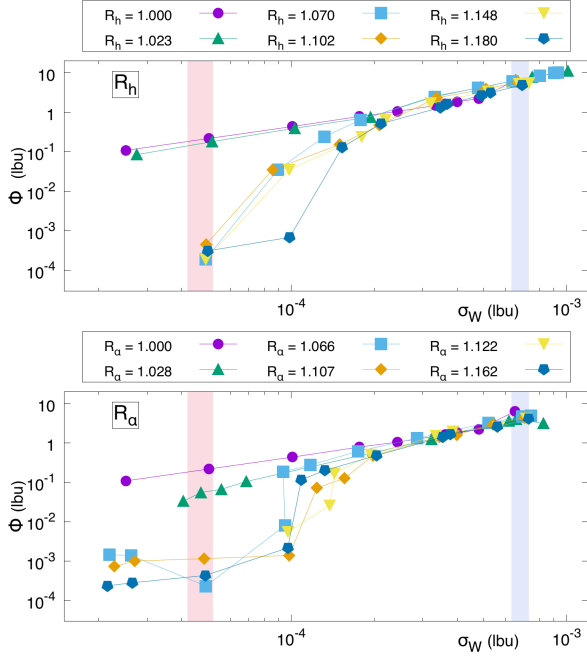 R_h = 1.000 R_h = 1.070 R_h = 1.148
R_h = 1.023 R_h = 1.102 R_h = 1.180
R_h
Φ (lbu)
10
1
10^-1
10^-2
10^-3
10^-4
10^-4 σ_W (lbu) 10^-3
R_α = 1.000 R_α = 1.066 R_α = 1.122
R_α = 1.028 R_α = 1.107 R_α = 1.162
R_α
Φ (lbu)
10
1
10^-1
10^-2
10^-3
10^-4
10^-4 σ_W (lbu) 10^-3